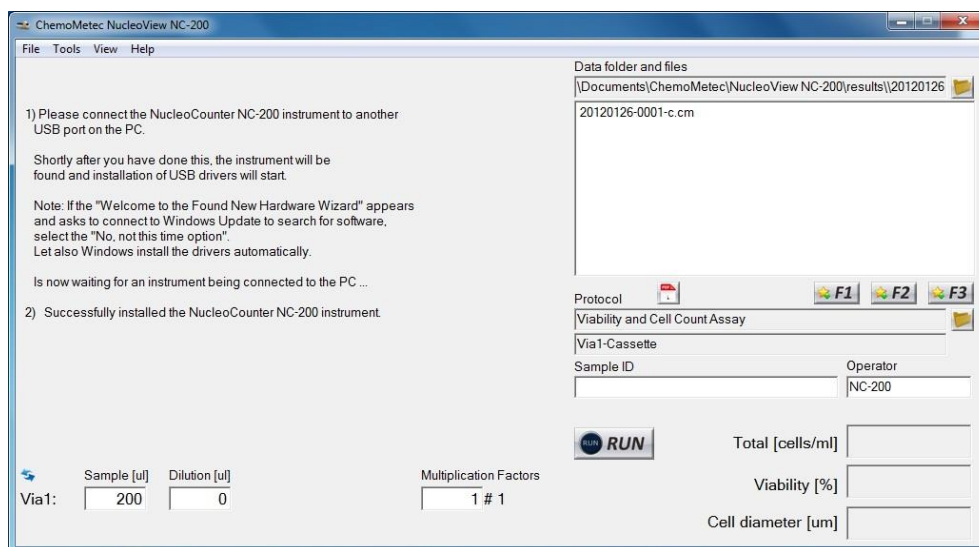 ChemoMetec NucleoView NC-200
File Tools View Help
1) Please connect the NucleoCounter NC-200 instrument to another
USB port on the PC.
Shortly after you have done this, the instrument will be
found and installation of USB drivers will start.
Note: If the "Welcome to the Found New Hardware Wizard" appears
and asks to connect to Windows Update to search for software,
select the "No, not this time option".
Let also Windows install the drivers automatically.
Is now waiting for an instrument being connected to the PC ...
2) Successfully installed the NucleoCounter NC-200 instrument.
Data folder and files
\Documents\ChemoMetec\NucleoView NC-200\results\\20120126
20120126-0001-c.cm
Protocol
F1 F2 F3
Viability and Cell Count Assay
Via1-Cassette
Sample ID Operator
NC-200
RUN RUN
Total [cells/ml]
Viability [%]
Cell diameter [um]
Sample [ul] Dilution [ul] Multiplication Factors
Via1: 200 0 1 # 1